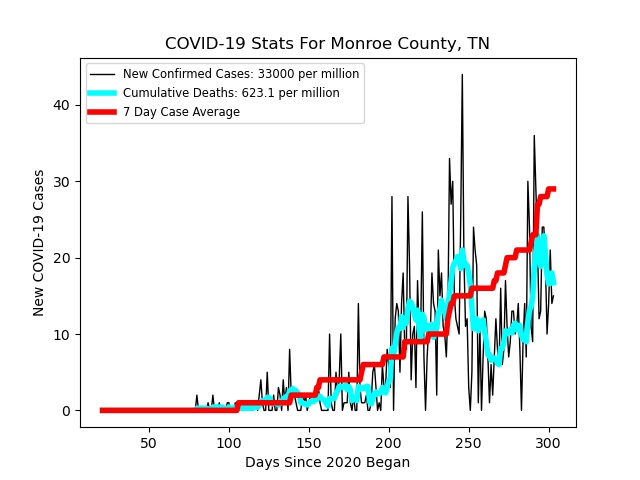 COVID-19 Stats For Monroe County, TN
New Confirmed Cases: 33000 per million
Cumulative Deaths: 623.1 per million
7 Day Case Average
New COVID-19 Cases
40
30
20
10
0
50
100
150
200
250
300
Days Since 2020 Began